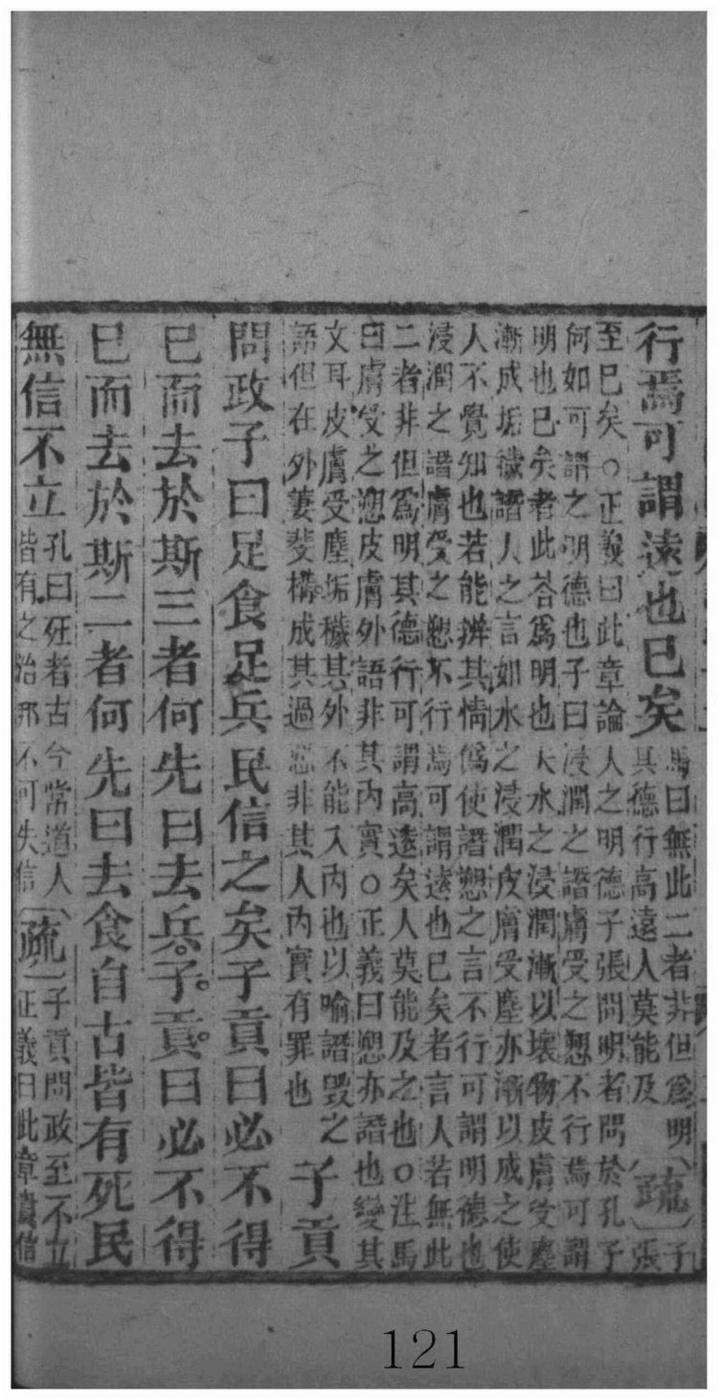 行焉可謂遠也已矣
馬曰無此二者非但爲明
其德行高遠人莫能及
疏
子
張
至已矣○正義曰此章論人之明德子張問明者問於孔子
何如可謂之明德也子曰浸潤之譖膚受之愬不行焉可謂
明也已矣者此荅爲明也夫水之浸潤漸以壞物皮膚受塵
漸成垢穢譖人之言如水之浸潤皮膚受塵亦漸以成之使
人不覺知也若能辨其情僞使譖愬之言不行可謂明德也
浸潤之譖膚受之愬不行焉可謂遠也已矣者言人若無此
二者非但爲明其德行可謂高遠矣人莫能及之也○注馬
曰膚受之愬皮膚外語非其內實○正義曰愬亦譖也變其
文耳皮膚受塵垢穢其外不能入內也以喻譖毀之
語但在外萋斐構成其過惡非其人內實有罪也
子貢
問政子曰足食足兵民信之矣子貢曰必不得
已而去於斯三者何先曰去兵子貢曰必不得
已而去於斯二者何先曰去食自古皆有死民
無信不立
孔曰死者古今常道人
皆有之治邦不可失信
疏
子貢問政至不立
正義曰此章貴信
121